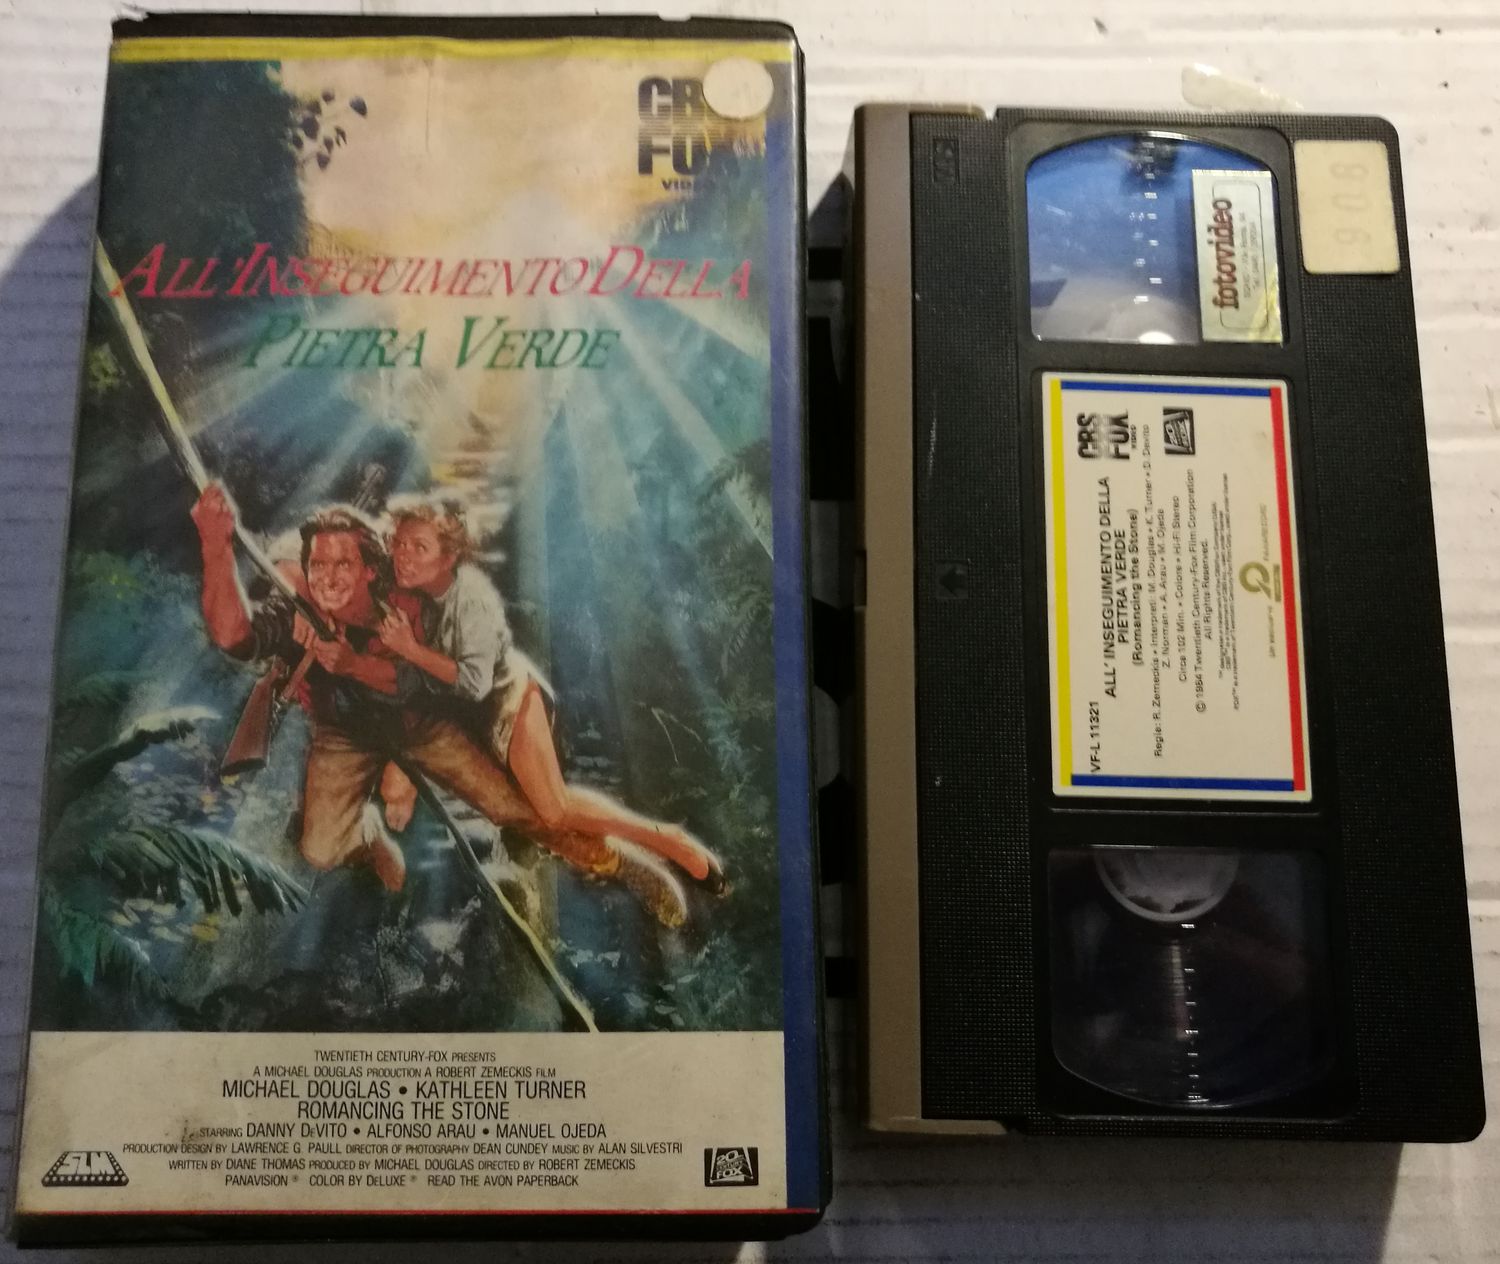 CBS
FOX
ALL'INSEGUIMENTO DELLA
PIETRA VERDE
TWENTIETH CENTURY-FOX PRESENTS
A MICHAEL DOUGLAS PRODUCTION A ROBERT ZEMECKIS FILM
MICHAEL DOUGLAS • KATHLEEN TURNER
ROMANCING THE STONE
STARRING DANNY DeVITO • ALFONSO ARAU • MANUEL OJEDA
PRODUCTION DESIGN BY LAWRENCE G. PAULL DIRECTOR OF PHOTOGRAPHY DEAN CUNDEY MUSIC BY ALAN SILVESTRI
WRITTEN BY DIANE THOMAS PRODUCED BY MICHAEL DOUGLAS DIRECTED BY ROBERT ZEMECKIS
PANAVISION® COLOR BY DeLUXE® READ THE AVON PAPERBACK
SLM
20th
CENTURY
FOX
VHS
fotovideo
908
VF-L 11321
ALL' INSEGUIMENTO DELLA
PIETRA VERDE
(Romancing the Stone)
CBS
FOX
VIDEO
Regia: R. Zemeckis • Interpreti: M. Douglas • K. Turner • D. Devito
Z. Norman • A. Arau • M. Ojede
Circa 102 Min. • Colore • Hi-Fi Stereo
© 1984 Twentieth Century-Fox Film Corporation
All Rights Reserved.